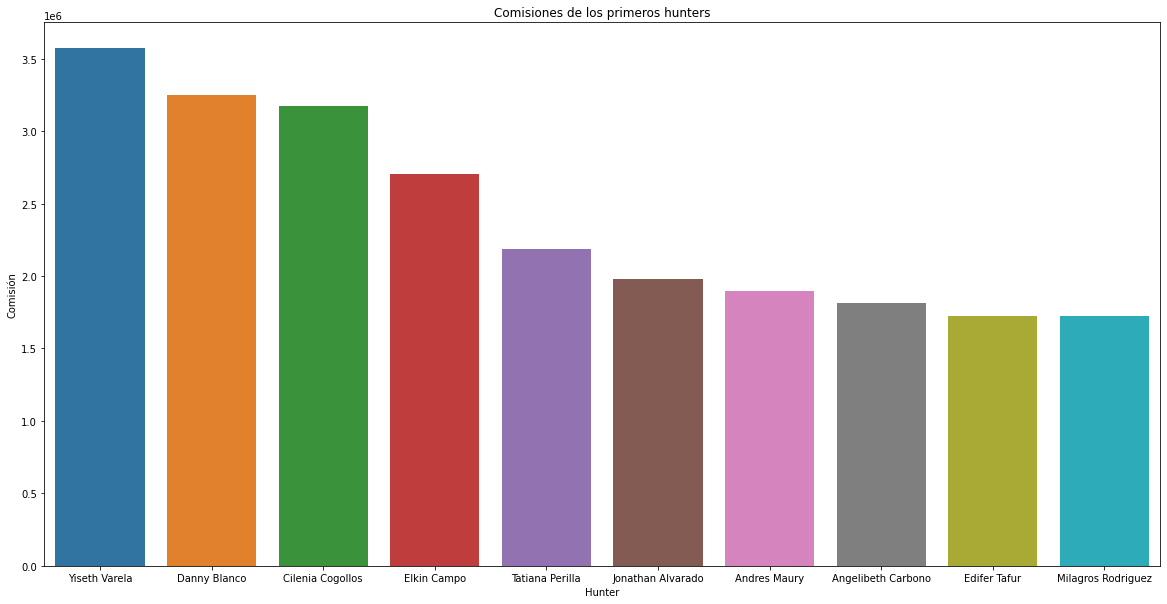 Comisiones de los primeros hunters
1e6
3.5
3.0
2.5
2.0
1.5
1.0
0.5
0.0
Comisión
Yiseth Varela
Danny Blanco
Cilenia Cogollos
Elkin Campo
Tatiana Perilla
Jonathan Alvarado
Andres Maury
Angelibeth Carbono
Edifer Tafur
Milagros Rodriguez
Hunter